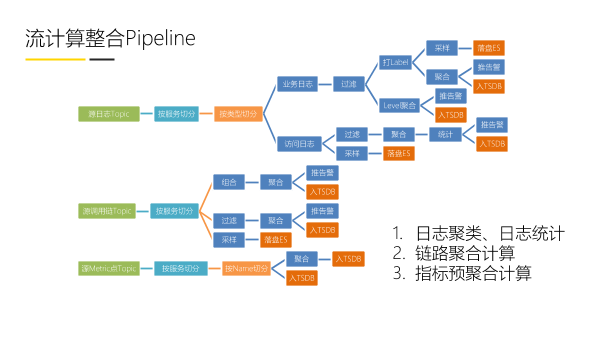 流计算整合Pipeline
源日志Topic
按服务切分
按类型切分
业务日志
过滤
打Label
采样
落盘ES
聚合
推告警
入TSDB
Level聚合
推告警
入TSDB
访问日志
过滤
聚合
统计
推告警
入TSDB
采样
落盘ES
源调用链Topic
按服务切分
组合
聚合
推告警
入TSDB
过滤
聚合
推告警
入TSDB
采样
落盘ES
源Metric点Topic
按服务切分
按Name切分
聚合
入TSDB
入TSDB
1. 日志聚类、日志统计
2. 链路聚合计算
3. 指标预聚合计算